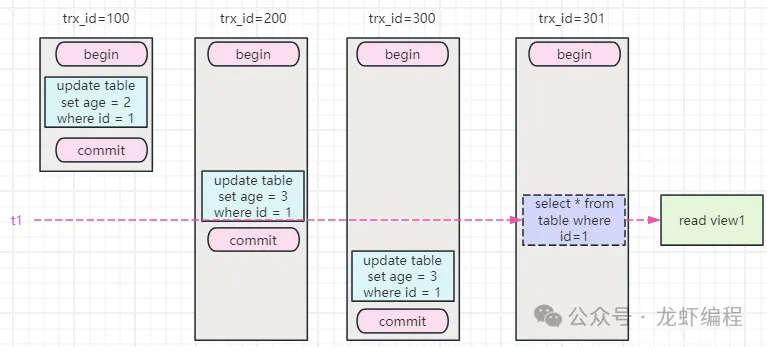 trx_id=100
trx_id=200
trx_id=300
trx_id=301
begin
begin
begin
begin
update table
set age = 2
where id = 1
commit
update table
set age = 3
where id = 1
t1
select * from
table where
id=1
read view1
commit
update table
set age = 3
where id = 1
commit
公众号 · 龙虾编程